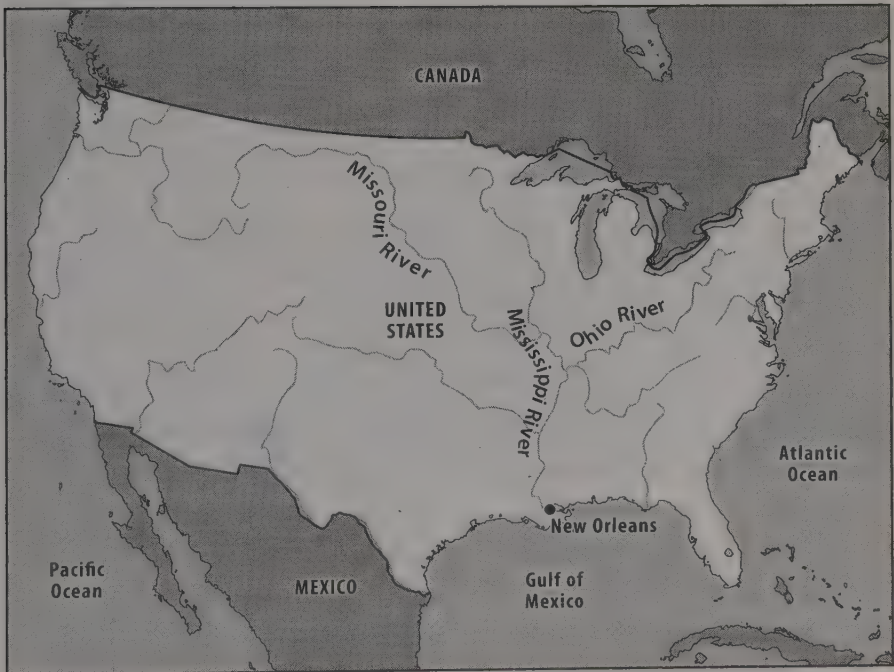 CANADA
Missouri River
UNITED
STATES
Mississippi River
Ohio River
Atlantic
Ocean
New Orleans
Pacific
Ocean
MEXICO
Gulf of
Mexico